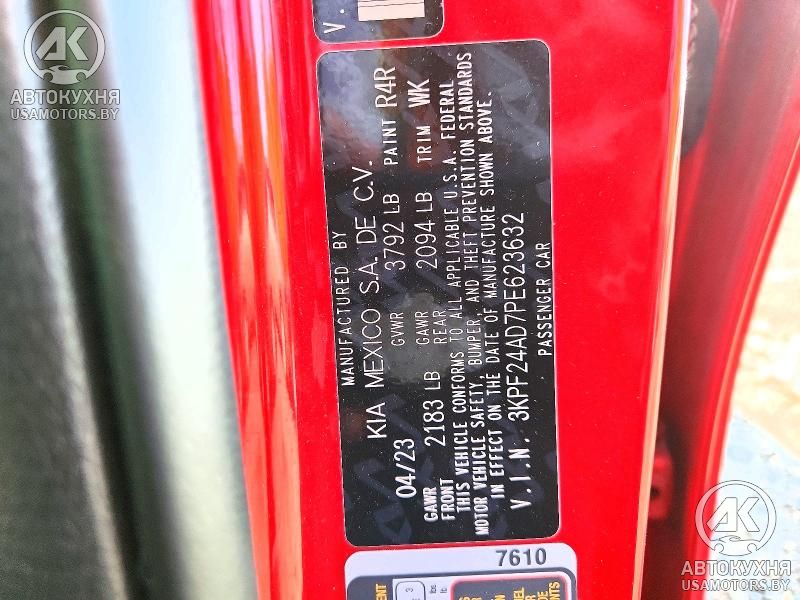 AK
АВТОКУХНЯ
USAMOTORS.BY
V.
MANUFACTURED BY
KIA MEXICO S.A. DE C.V.
04/23 GVWR 3792 LB PAINT R4R
GAWR FRONT 2183 LB GAWR REAR 2094 LB TRIM WK
THIS VEHICLE CONFORMS TO ALL APPLICABLE U.S.A. FEDERAL
MOTOR VEHICLE SAFETY, BUMPER, AND THEFT PREVENTION STANDARDS
IN EFFECT ON THE DATE OF MANUFACTURE SHOWN ABOVE.
V.I.N. 3KPF24AD7PE623632
PASSENGER CAR
7610
AK
АВТОКУХНЯ
USAMOTORS.BY